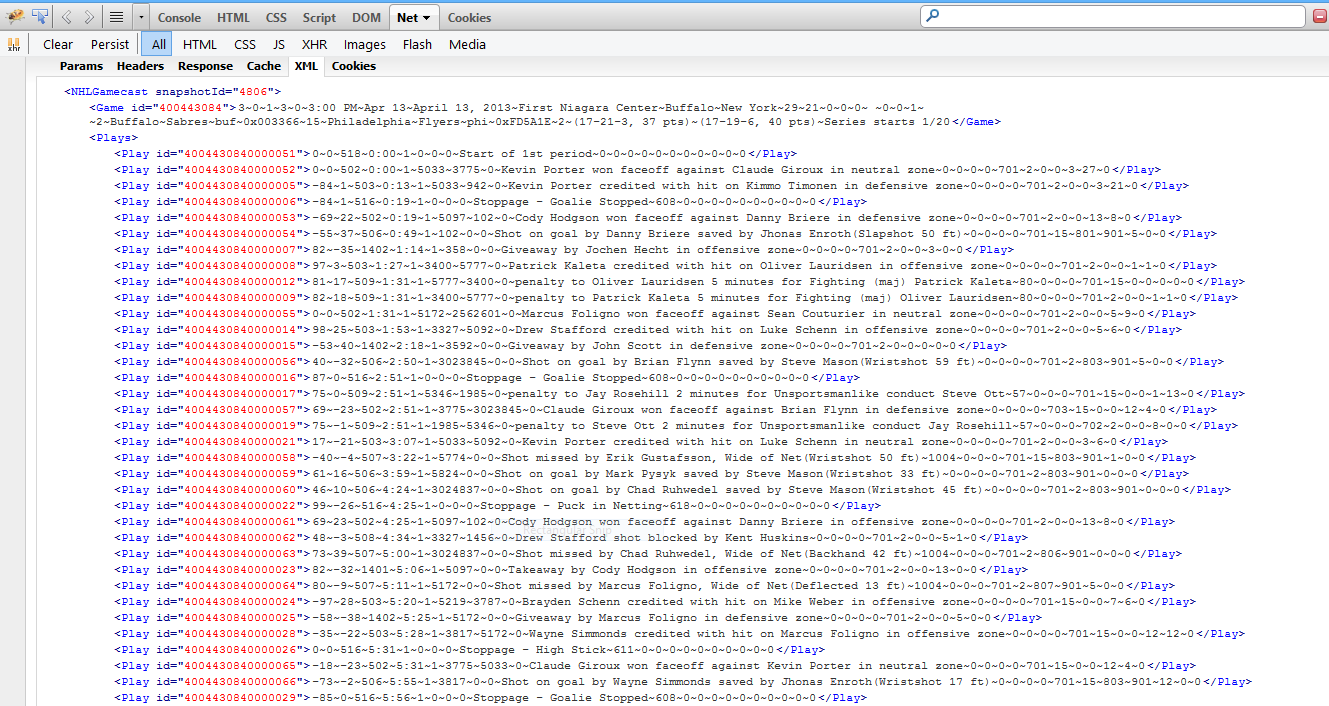 Console HTML CSS Script DOM Net Cookies
xhr Clear Persist All HTML CSS JS XHR Images Flash Media
Params Headers Response Cache XML Cookies
<NHLGamecast snapshotId="4806">
<Game id="400443084">3~0~1~3~0~3:00 PM~Apr 13~April 13, 2013~First Niagara Center~Buffalo~New York~29~21~0~0~0~ ~0~0~1~
~2~Buffalo~Sabres~buf~0x003366~15~Philadelphia~Flyers~phi~0xFD5A1E~2~(17-21-3, 37 pts)~(17-19-6, 40 pts)~Series starts 1/20</Game>
<Plays>
<Play id="4004430840000051">0~0~518~0:00~1~0~0~0~Start of 1st period~0~0~0~0~0~0~0~0~0~0~0</Play>
<Play id="4004430840000052">0~0~502~0:00~1~5033~3775~0~Kevin Porter won faceoff against Claude Giroux in neutral zone~0~0~0~0~701~2~0~0~3~27~0</Play>
<Play id="4004430840000005">-84~1~503~0:13~1~5033~942~0~Kevin Porter credited with hit on Kimmo Timonen in defensive zone~0~0~0~0~701~2~0~0~3~21~0</Play>
<Play id="4004430840000006">-84~1~516~0:19~1~0~0~0~Stoppage - Goalie Stopped~608~0~0~0~0~0~0~0~0~0~0</Play>
<Play id="4004430840000053">-69~22~502~0:19~1~5097~102~0~Cody Hodgson won faceoff against Danny Briere in defensive zone~0~0~0~0~701~2~0~0~13~8~0</Play>
<Play id="4004430840000054">-55~37~506~0:49~1~102~0~0~Shot on goal by Danny Briere saved by Jhonas Enroth(Slapshot 50 ft)~0~0~0~0~701~15~801~901~5~0~0</Play>
<Play id="4004430840000007">82~-35~1402~1:14~1~358~0~0~Giveaway by Jochen Hecht in offensive zone~0~0~0~0~701~2~0~0~3~0~0</Play>
<Play id="4004430840000008">97~3~503~1:27~1~3400~5777~0~Patrick Kaleta credited with hit on Oliver Lauridsen in offensive zone~0~0~0~0~701~2~0~0~1~1~0</Play>
<Play id="4004430840000012">81~17~509~1:31~1~5777~3400~0~penalty to Oliver Lauridsen 5 minutes for Fighting (maj) Patrick Kaleta~80~0~0~0~701~15~0~0~0~0~0</Play>
<Play id="4004430840000009">82~18~509~1:31~1~3400~5777~0~penalty to Patrick Kaleta 5 minutes for Fighting (maj) Oliver Lauridsen~80~0~0~0~701~2~0~0~1~1~0</Play>
<Play id="4004430840000055">0~0~502~1:31~1~5172~2562601~0~Marcus Foligno won faceoff against Sean Couturier in neutral zone~0~0~0~0~701~2~0~0~5~9~0</Play>
<Play id="4004430840000014">98~25~503~1:53~1~3327~5092~0~Drew Stafford credited with hit on Luke Schenn in offensive zone~0~0~0~0~701~2~0~0~5~6~0</Play>
<Play id="4004430840000015">-53~40~1402~2:18~1~3592~0~0~Giveaway by John Scott in defensive zone~0~0~0~0~701~2~0~0~0~0~0</Play>
<Play id="4004430840000056">40~-32~506~2:50~1~3023845~0~0~Shot on goal by Brian Flynn saved by Steve Mason(Wristshot 59 ft)~0~0~0~0~701~2~803~901~5~0~0</Play>
<Play id="4004430840000016">87~0~516~2:51~1~0~0~0~Stoppage - Goalie Stopped~608~0~0~0~0~0~0~0~0~0~0</Play>
<Play id="4004430840000017">75~0~509~2:51~1~5346~1985~0~penalty to Jay Rosehill 2 minutes for Unsportsmanlike conduct Steve Ott~57~0~0~0~701~15~0~0~1~13~0</Play>
<Play id="4004430840000057">69~-23~502~2:51~1~3775~3023845~0~Claude Giroux won faceoff against Brian Flynn in defensive zone~0~0~0~0~703~15~0~0~12~4~0</Play>
<Play id="4004430840000019">75~-1~509~2:51~1~1985~5346~0~penalty to Steve Ott 2 minutes for Unsportsmanlike conduct Jay Rosehill~57~0~0~0~702~2~0~0~8~0~0</Play>
<Play id="4004430840000021">17~-21~503~3:07~1~5033~5092~0~Kevin Porter credited with hit on Luke Schenn in neutral zone~0~0~0~0~701~2~0~0~3~6~0</Play>
<Play id="4004430840000058">-40~-4~507~3:22~1~5774~0~0~Shot missed by Erik Gustafsson, Wide of Net(Wristshot 50 ft)~1004~0~0~0~701~15~803~901~1~0~0</Play>
<Play id="4004430840000059">61~16~506~3:59~1~5824~0~0~Shot on goal by Mark Pysyk saved by Steve Mason(Wristshot 33 ft)~0~0~0~0~701~2~803~901~0~0~0</Play>
<Play id="4004430840000060">46~10~506~4:24~1~3024837~0~0~Shot on goal by Chad Ruhwedel saved by Steve Mason(Wristshot 45 ft)~0~0~0~0~701~2~803~901~0~0~0</Play>
<Play id="4004430840000022">99~-26~516~4:25~1~0~0~0~Stoppage - Puck in Netting~618~0~0~0~0~0~0~0~0~0~0</Play>
<Play id="4004430840000061">69~23~502~4:25~1~5097~102~0~Cody Hodgson won faceoff against Danny Briere in offensive zone~0~0~0~0~701~2~0~0~13~8~0</Play>
Rectangular Snip
<Play id="4004430840000062">48~-3~508~4:34~1~3327~1456~0~Drew Stafford shot blocked by Kent Huskins~0~0~0~0~701~2~0~0~5~1~0</Play>
<Play id="4004430840000063">73~39~507~5:00~1~3024837~0~0~Shot missed by Chad Ruhwedel, Wide of Net(Backhand 42 ft)~1004~0~0~0~701~2~806~901~0~0~0</Play>
<Play id="4004430840000023">82~-32~1401~5:06~1~5097~0~0~Takeaway by Cody Hodgson in offensive zone~0~0~0~0~701~2~0~0~13~0~0</Play>
<Play id="4004430840000064">80~-9~507~5:11~1~5172~0~0~Shot missed by Marcus Foligno, Wide of Net(Deflected 13 ft)~1004~0~0~0~701~2~807~901~5~0~0</Play>
<Play id="4004430840000024">-97~28~503~5:20~1~5219~3787~0~Brayden Schenn credited with hit on Mike Weber in offensive zone~0~0~0~0~701~15~0~0~7~6~0</Play>
<Play id="4004430840000025">-58~-38~1402~5:25~1~5172~0~0~Giveaway by Marcus Foligno in defensive zone~0~0~0~0~701~2~0~0~5~0~0</Play>
<Play id="4004430840000028">-35~-22~503~5:28~1~3817~5172~0~Wayne Simmonds credited with hit on Marcus Foligno in offensive zone~0~0~0~0~701~15~0~0~12~12~0</Play>
<Play id="4004430840000026">0~0~516~5:31~1~0~0~0~Stoppage - High Stick~611~0~0~0~0~0~0~0~0~0~0</Play>
<Play id="4004430840000065">-18~-23~502~5:31~1~3775~5033~0~Claude Giroux won faceoff against Kevin Porter in neutral zone~0~0~0~0~701~15~0~0~12~4~0</Play>
<Play id="4004430840000066">-73~-2~506~5:55~1~3817~0~0~Shot on goal by Wayne Simmonds saved by Jhonas Enroth(Wristshot 17 ft)~0~0~0~0~701~15~803~901~12~0~0</Play>
<Play id="4004430840000029">-85~0~516~5:56~1~0~0~0~Stoppage - Goalie Stopped~608~0~0~0~0~0~0~0~0~0~0</Play>